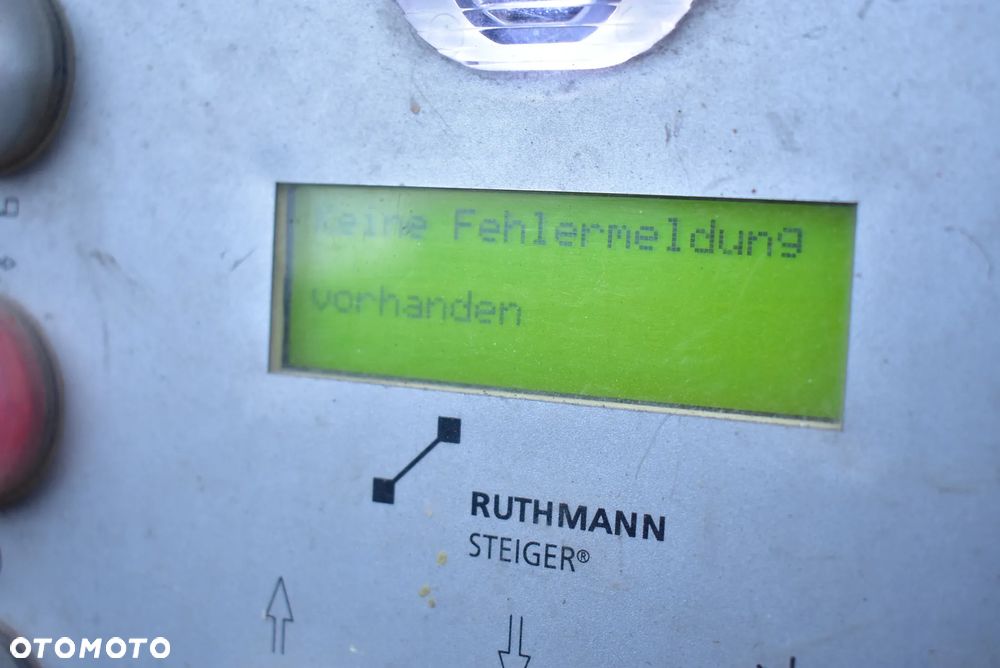 Keine Fehlermeldung
vorhanden
RUTHMANN
STEIGER®
OTOMOTO